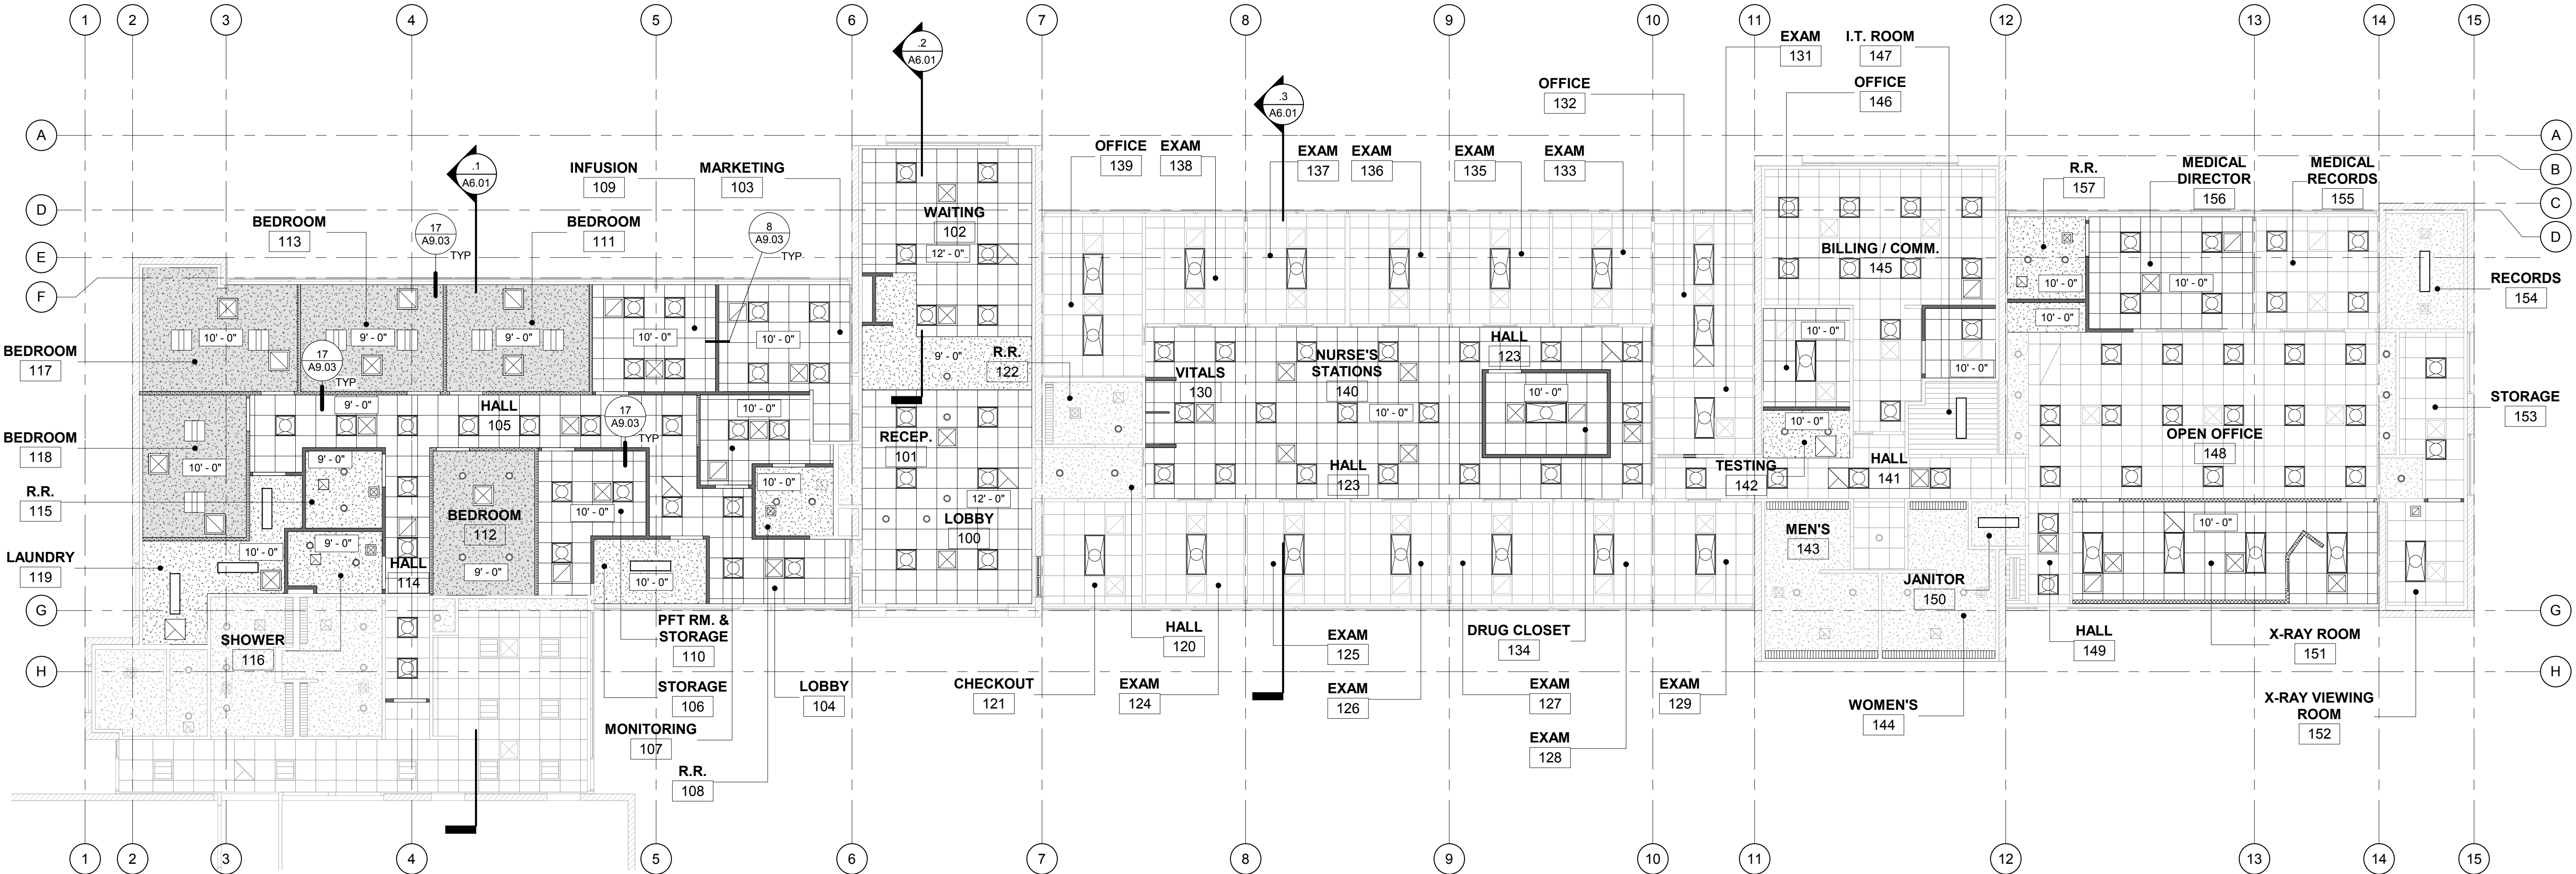 1 2 3 4 5 6 7 8 9 10 11 12 13 14 15
.2
A6.01
EXAM
131
I.T. ROOM
147
OFFICE
132
OFFICE
146
.3
A6.01
A
A
.1
A6.01
INFUSION
109
MARKETING
103
OFFICE
139
EXAM
138
EXAM
137
EXAM
136
EXAM
135
EXAM
133
R.R.
157
MEDICAL
DIRECTOR
156
MEDICAL
RECORDS
155
B
C
D
D
E
F
BEDROOM
113
17
A9.03
TYP
BEDROOM
111
8
A9.03
TYP
WAITING
102
12' - 0"
BILLING / COMM.
145
RECORDS
154
10' - 0"
10' - 0"
10' - 0"
10' - 0"
9' - 0"
9' - 0"
10' - 0"
10' - 0"
BEDROOM
117
17
A9.03
TYP
9' - 0"
R.R.
122
HALL
123
NURSE'S
STATIONS
140
VITALS
130
10' - 0"
10' - 0"
10' - 0"
10' - 0"
STORAGE
153
9' - 0"
HALL
105
17
A9.03
TYP
10' - 0"
BEDROOM
118
10' - 0"
RECEP.
101
10' - 0"
OPEN OFFICE
148
R.R.
115
9' - 0"
10' - 0"
12' - 0"
HALL
123
TESTING
142
HALL
141
BEDROOM
112
10' - 0"
LOBBY
100
MEN'S
143
10' - 0"
LAUNDRY
119
10' - 0"
9' - 0"
HALL
114
9' - 0"
10' - 0"
JANITOR
150
G
G
SHOWER
116
PFT RM. &
STORAGE
110
HALL
120
EXAM
125
DRUG CLOSET
134
HALL
149
X-RAY ROOM
151
H
H
STORAGE
106
LOBBY
104
CHECKOUT
121
EXAM
124
EXAM
126
EXAM
127
EXAM
129
WOMEN'S
144
X-RAY VIEWING
ROOM
152
MONITORING
107
EXAM
128
R.R.
108
1 2 3 4 5 6 7 8 9 10 11 12 13 14 15